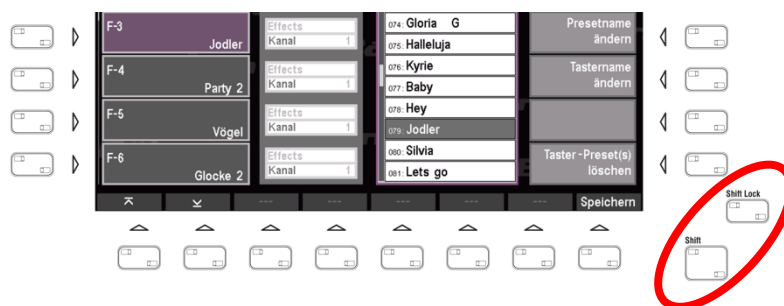 F-3
Jodler
Effects
Kanal 1
074: Gloria G
075: Halleluja
Presetname
ändern
F-4
Party 2
Effects
Kanal 1
076: Kyrie
077: Baby
Tastername
ändern
F-5
Vögel
Effects
Kanal 1
078: Hey
079: Jodler
F-6
Glocke 2
Effects
Kanal 1
080: Silvia
081: Lets go
Taster-Preset(s)
löschen
--- --- --- --- --- Speichern
Shift Lock
Shift